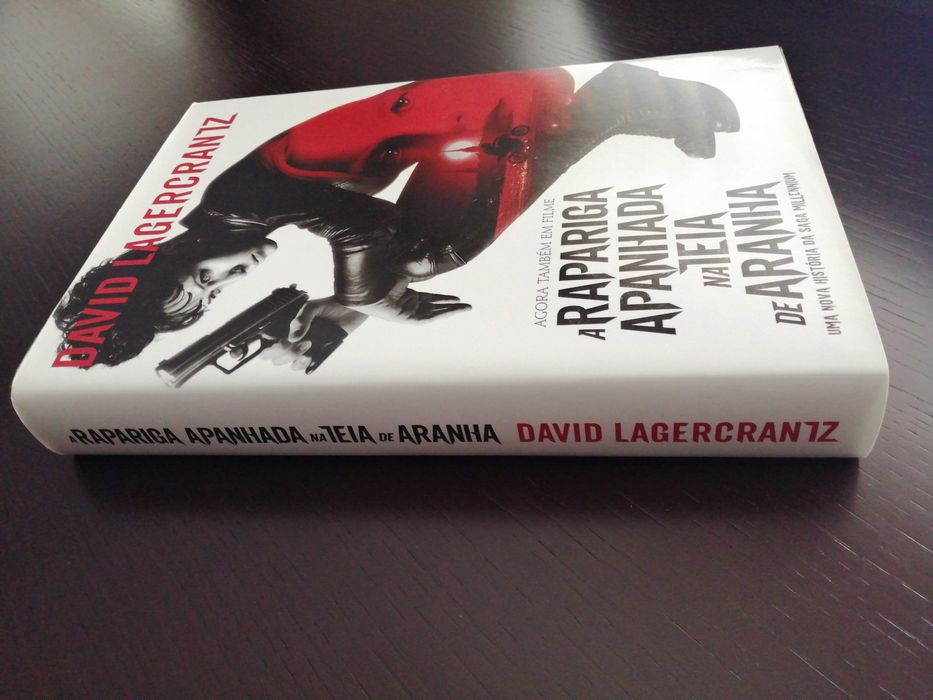 DAVID LAGERCRANTZ
AGORA TAMBÉM EM FILME
A RAPARIGA
APANHADA
NA TEIA
DE ARANHA
UMA NOVA HISTÓRIA DA SAGA MILLENNIUM
A RAPARIGA APANHADA NA TEIA DE ARANHA DAVID LAGERCRANTZ